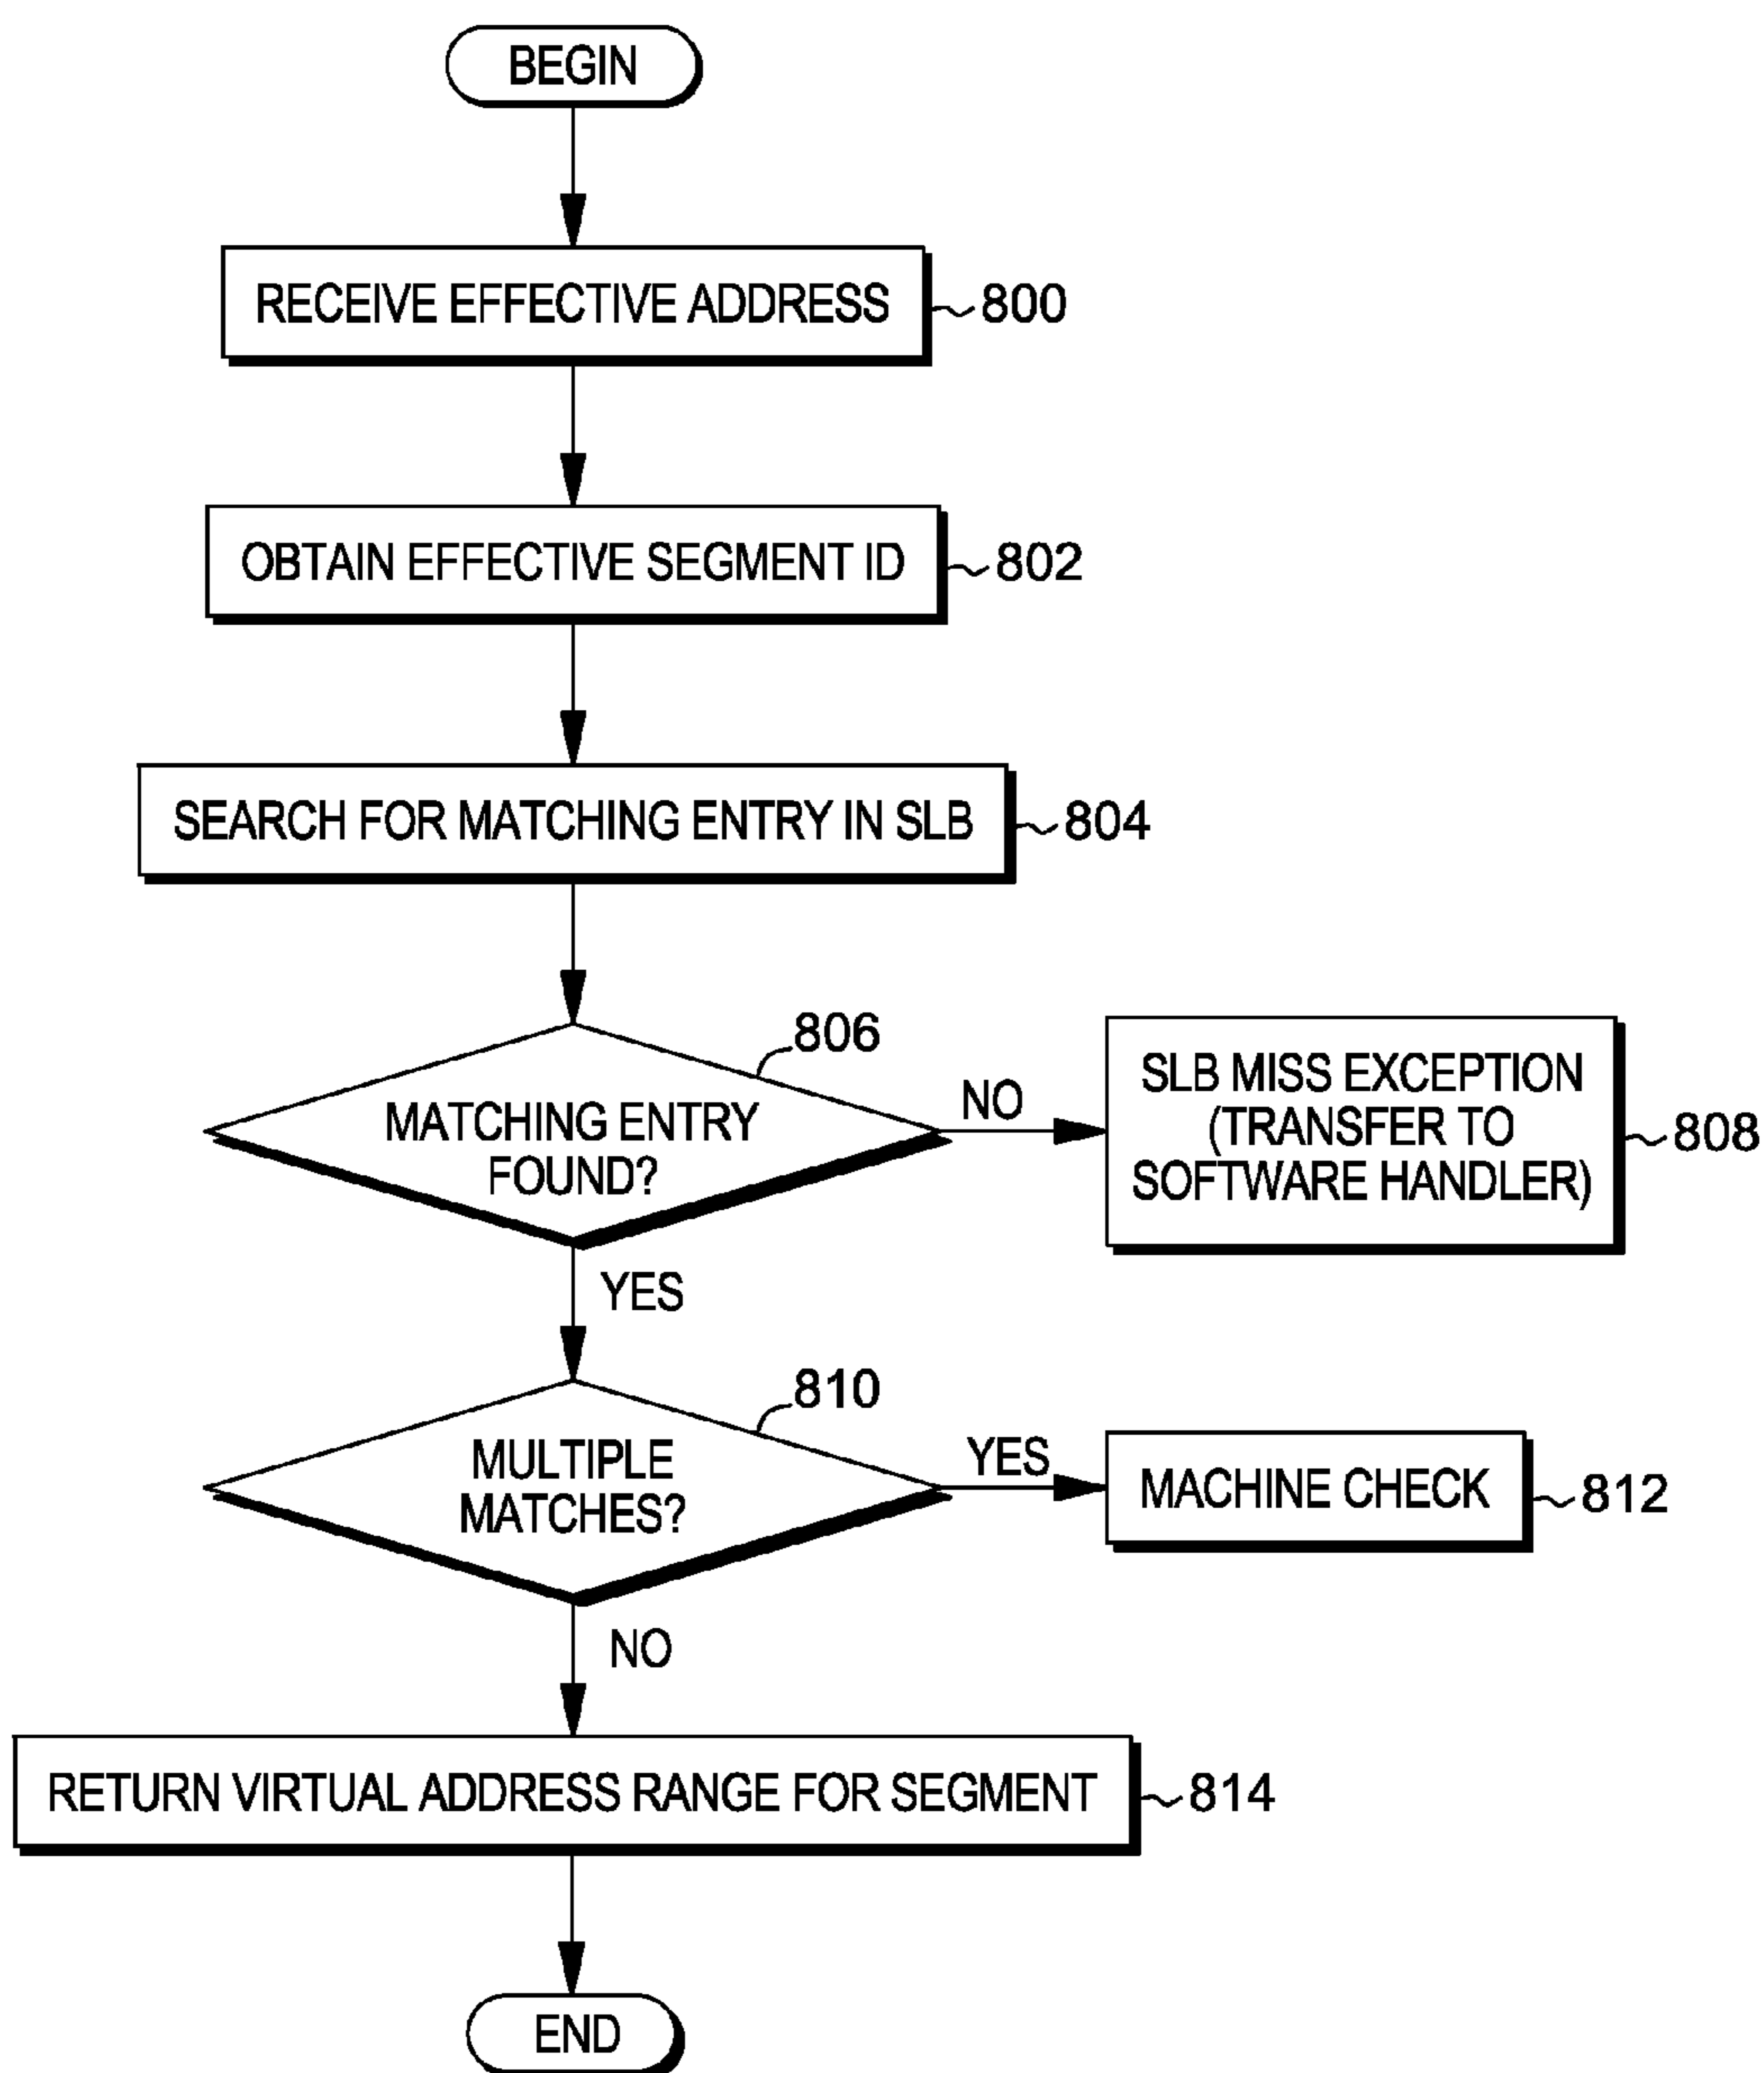 BEGIN
RECEIVE EFFECTIVE ADDRESS
800
OBTAIN EFFECTIVE SEGMENT ID
802
SEARCH FOR MATCHING ENTRY IN SLB
804
806
MATCHING ENTRY
FOUND?
NO
SLB MISS EXCEPTION
(TRANSFER TO
SOFTWARE HANDLER)
808
YES
810
MULTIPLE
MATCHES?
YES
MACHINE CHECK
812
NO
RETURN VIRTUAL ADDRESS RANGE FOR SEGMENT
814
END